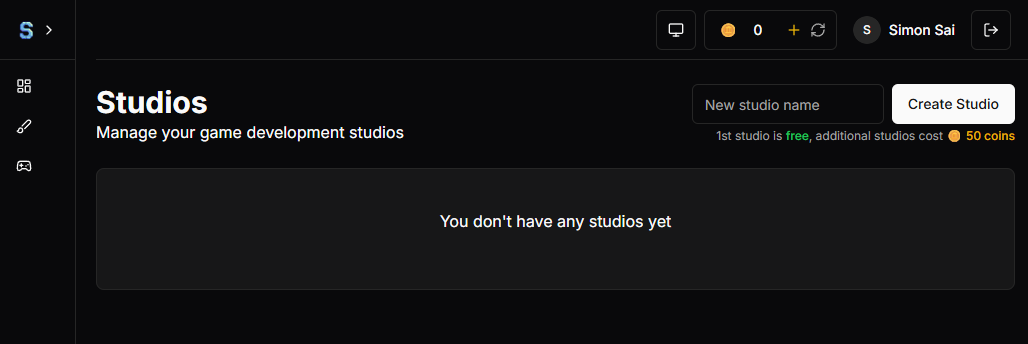 S
0
S Simon Sai
Studios
Manage your game development studios
New studio name
Create Studio
1st studio is free, additional studios cost 50 coins
You don't have any studios yet